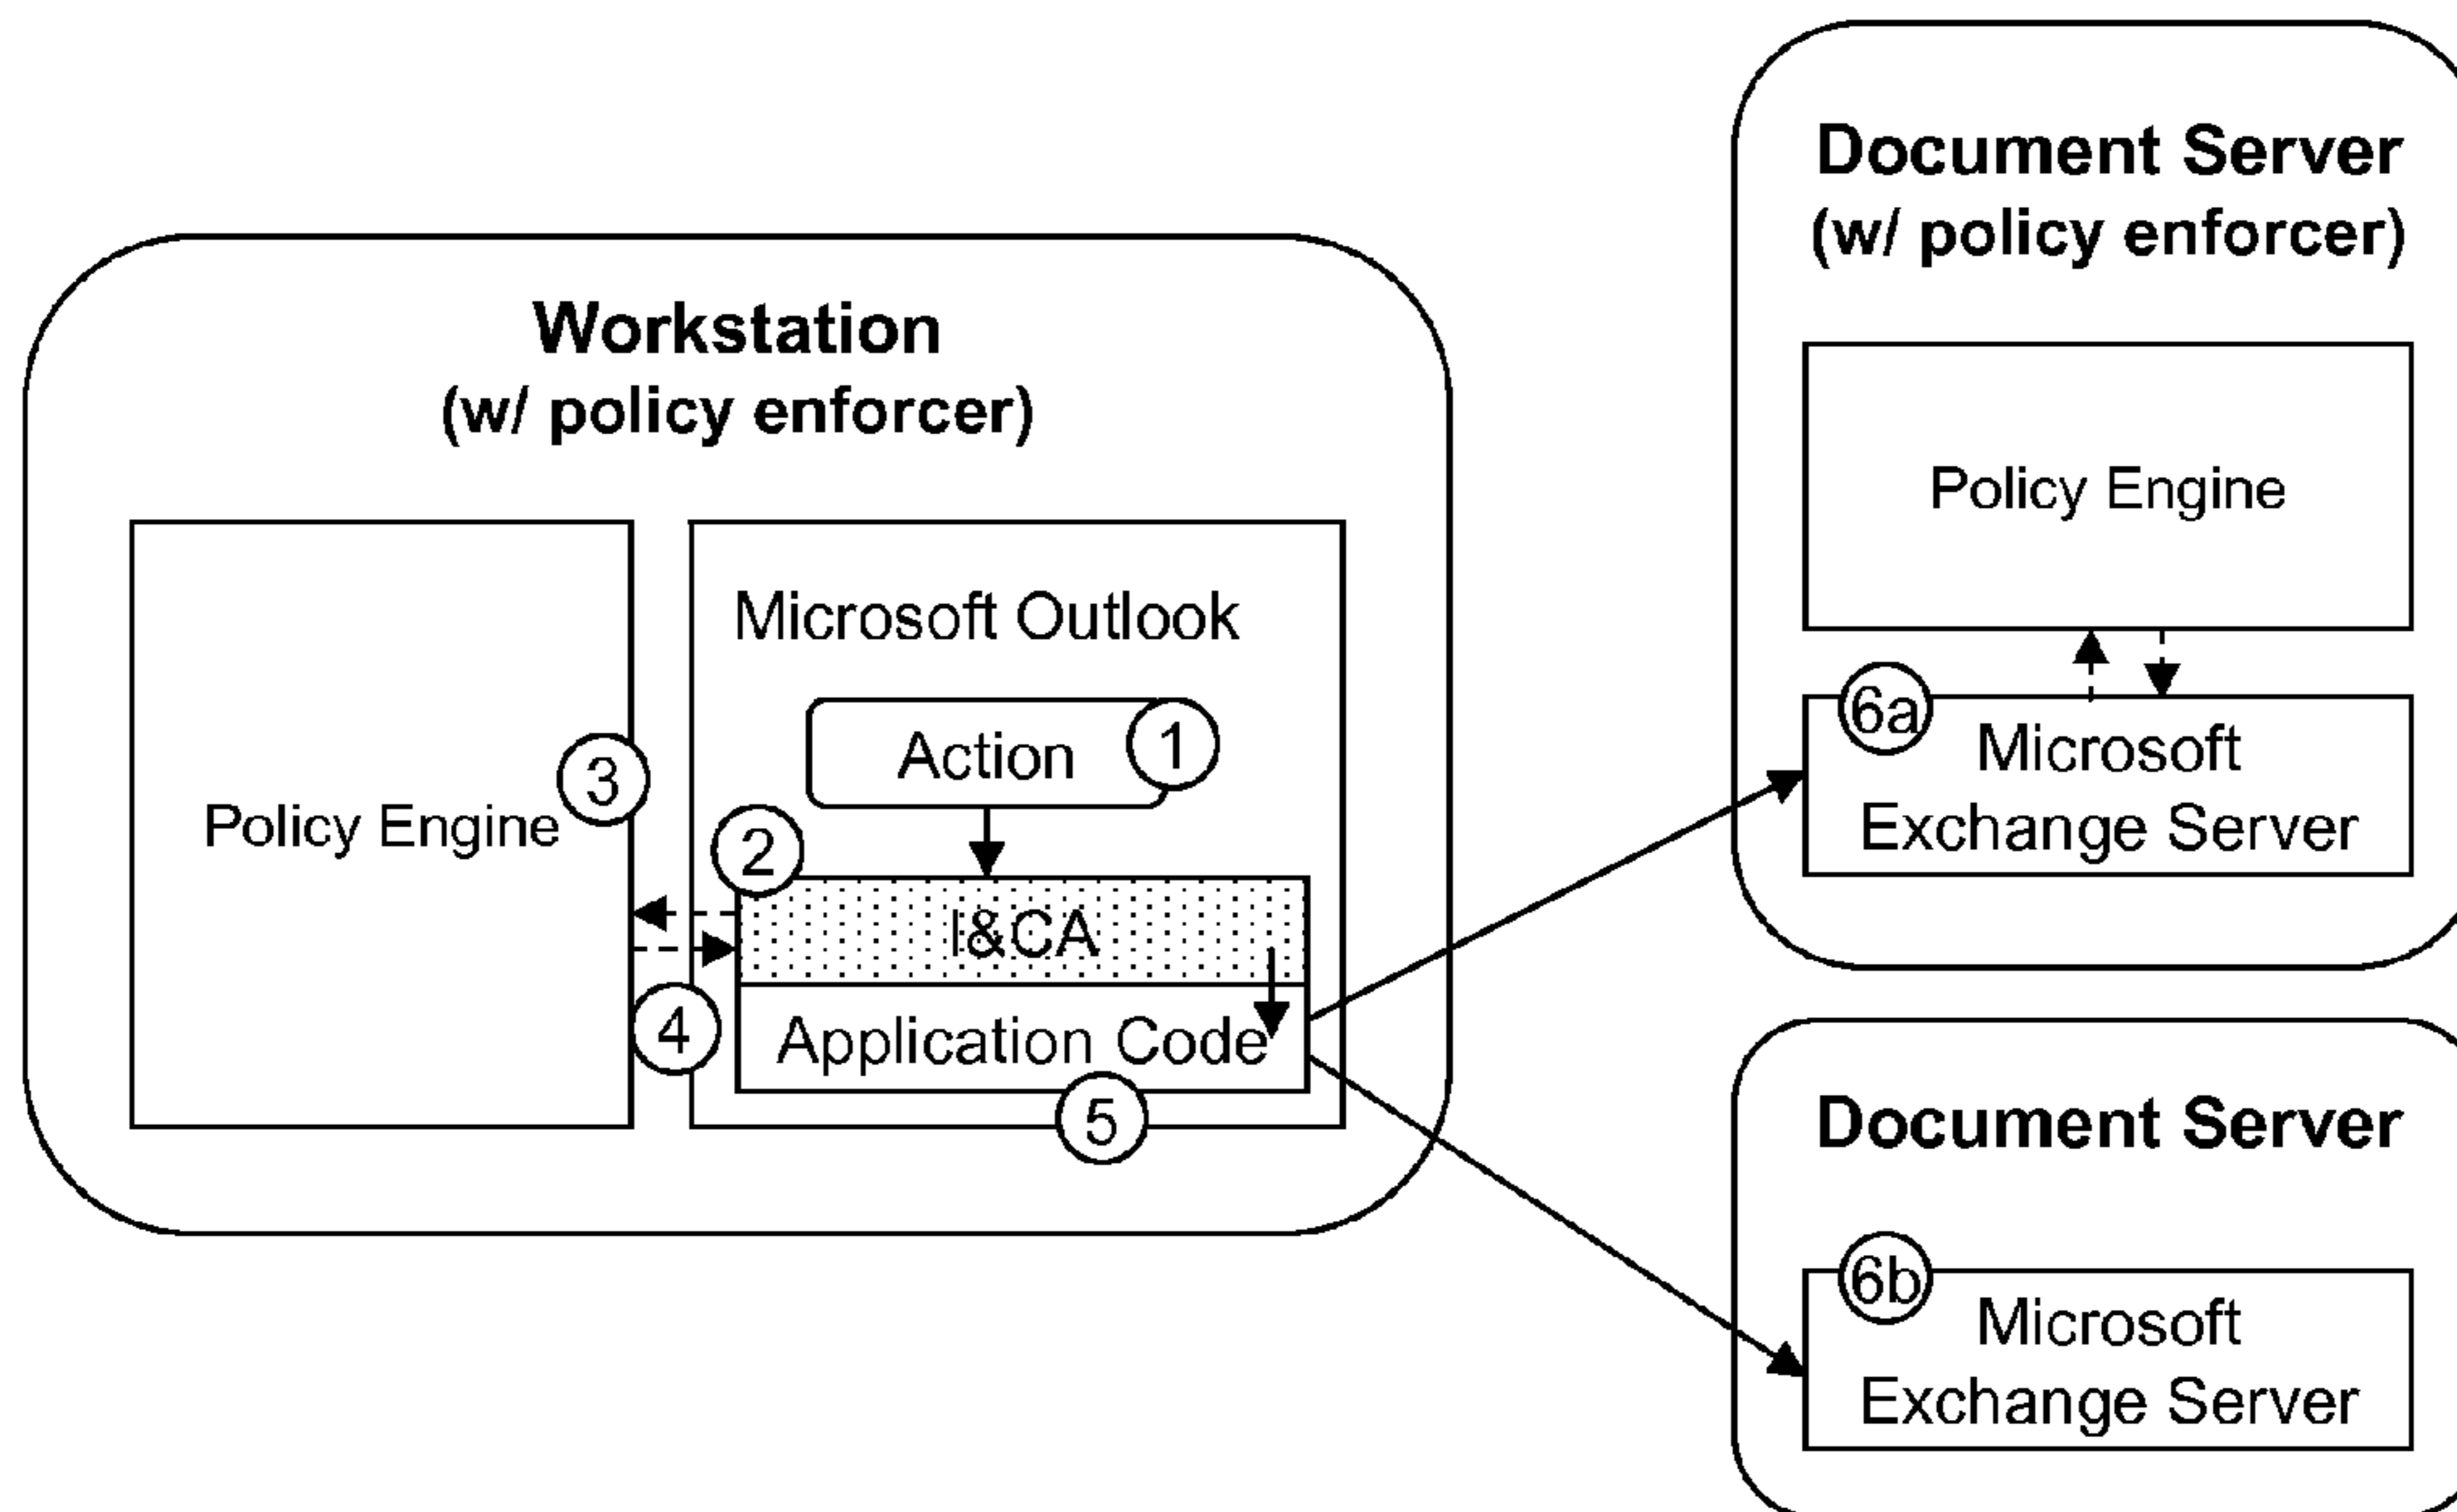 Workstation
(w/ policy enforcer)
Policy Engine
3
Microsoft Outlook
Action
1
2
I&CA
4
Application Code
5
Document Server
(w/ policy enforcer)
Policy Engine
6a
Microsoft
Exchange Server
Document Server
6b
Microsoft
Exchange Server